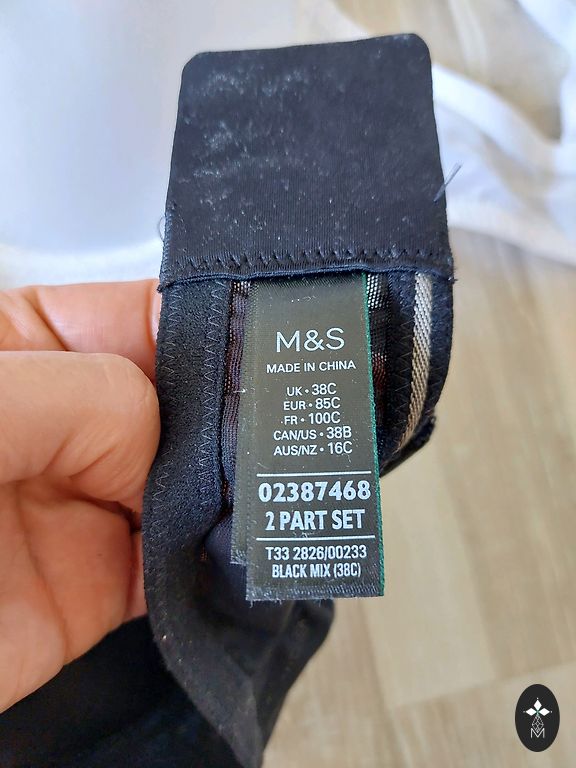 M&S
MADE IN CHINA
UK • 38C
EUR • 85C
FR • 100C
CAN/US • 38B
AUS/NZ • 16C
02387468
2 PART SET
T33 2826/00233
BLACK MIX (38C)
M